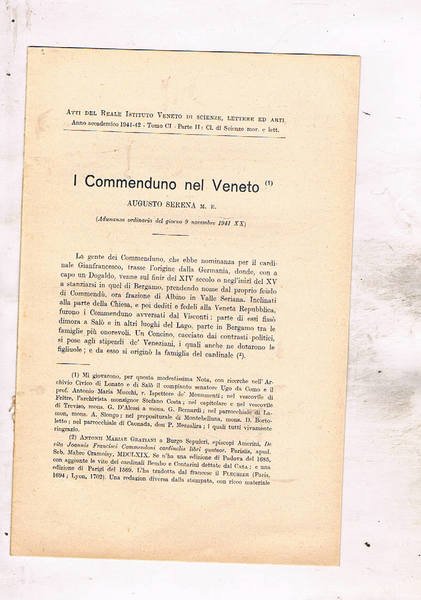 ATTI DEL REALE ISTITUTO VENETO DI SCIENZE, LETTERE ED ARTI
Anno accademico 1941-42 - Tomo CI - Parte II: Cl. di Scienze mor. e lett.
I Commenduno nel Veneto (1)
AUGUSTO SERENA M. E.
(Adunanza ordinaria del giorno 9 novembre 1941 XX)
La gente dei Commenduno, che ebbe nominanza per il cardi-
nale Gianfrancesco, trasse l'origine dalla Germania, donde, con a
capo un Dogaldo, venne sul finir del XIV secolo o negl'inizi del XV
a stanziarsi in quel di Bergamo, prendendo nome dal proprio feudo
di Commendù, ora frazione di Albino in Valle Seriana. Inclinati
alla parte della Chiesa, e poi dediti e fedeli alla Veneta Repubblica,
furono i Commenduno avversati dai Visconti; parte di essi fissò
dimora a Salò e in altri luoghi del Lago, parte in Bergamo tra le
famiglie più onorevoli. Un Concino, cacciato dai contrasti politici,
si pose agli stipendi de' Veneziani, i quali anche ne dotarono le
figliuole; e da esso si originò la famiglia del cardinale (2).
(1) Mi giovarono, per questa modestissima Nota, con ricerche nell'Ar-
chivio Civico di Lonato e di Salò il compianto senatore Ugo da Como e il
prof. Antonio Maria Mucchi, r. Ispettore de' Monumenti; nel vescovile di
Feltre, l'archivista monsignor Stefano Costa; nel capitolare e nel vescovile
di Treviso, mons. G. D'Alessi e mons. G. Bernardi; nel parrocchiale di La-
mon, mons. A. Slongo; nel prepositurale di Montebelluna, mons. D. Borto-
letto; nel parrocchiale di Caonada, don P. Mezzalira; i quali tutti vivamente
ringrazio.
(2) ANTONII MARIAE GRATIANI a Burgo Sepulcri, episcopi Amerini, De
vita Joannis Francisci Commendoni cardinalis libri quatuor. Parisiis, apud
Seb. Mabre Cramoisy, MDCLXIX. Se n'ha una edizione di Padova del 1685,
con aggiunte le vite dei cardinali Bembo e Contarini dettate dal CASA; e una
edizione di Parigi del 1669. L'ha tradotta dal francese il FLECHIER (Paris,
1694; Lyon, 1702). Una redazion diversa dalla stampata, con ricco materiale